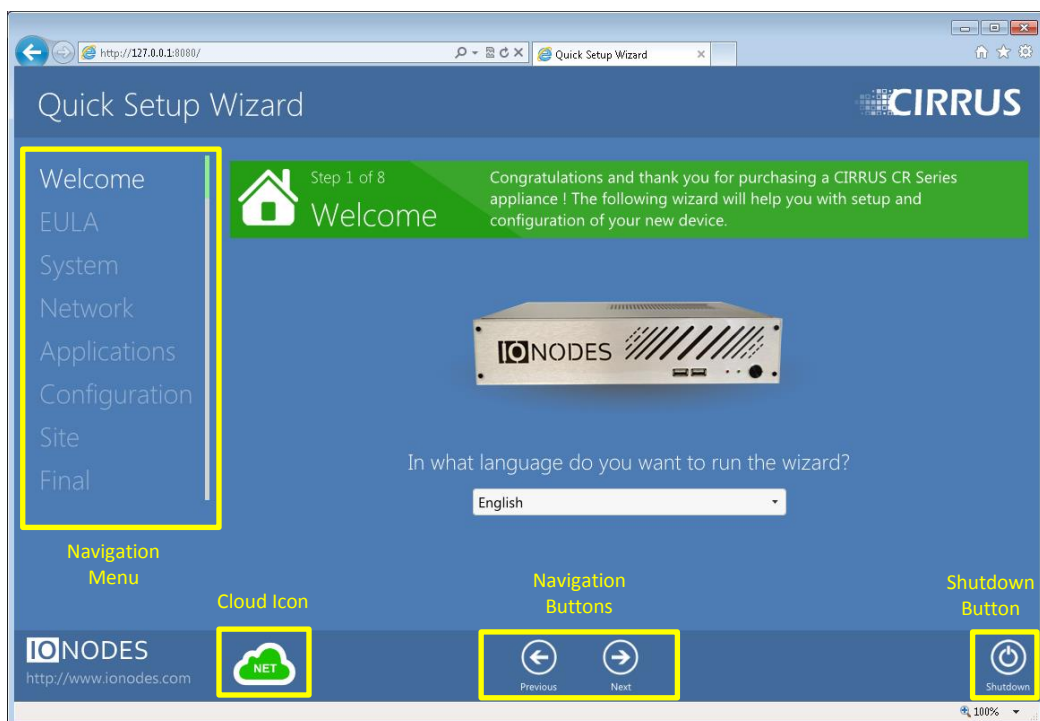 http://127.0.0.1:8080/
Quick Setup Wizard
Quick Setup Wizard
CIRRUS
Welcome
EULA
System
Network
Applications
Configuration
Site
Final
Step 1 of 8
Welcome
Congratulations and thank you for purchasing a CIRRUS CR Series
appliance ! The following wizard will help you with setup and
configuration of your new device.
IONODES
In what language do you want to run the wizard?
English
Navigation
Menu
Cloud Icon
Navigation
Buttons
Shutdown
Button
IONODES
http://www.ionodes.com
NET
Previous
Next
Shutdown
100%